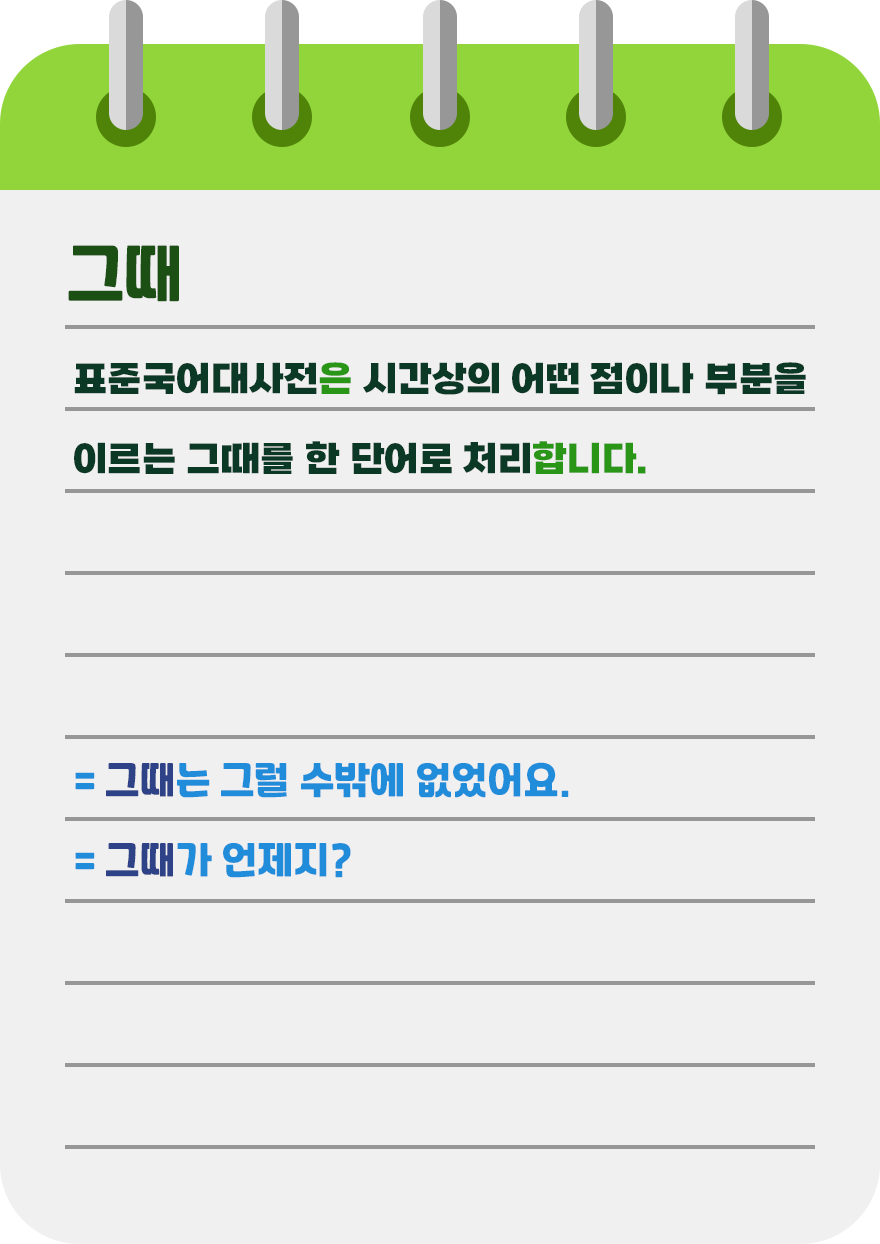 그때
표준국어대사전은 시간상의 어떤 점이나 부분을
이르는 그때를 한 단어로 처리합니다.
= 그때는 그럴 수밖에 없었어요.
= 그때가 언제지?